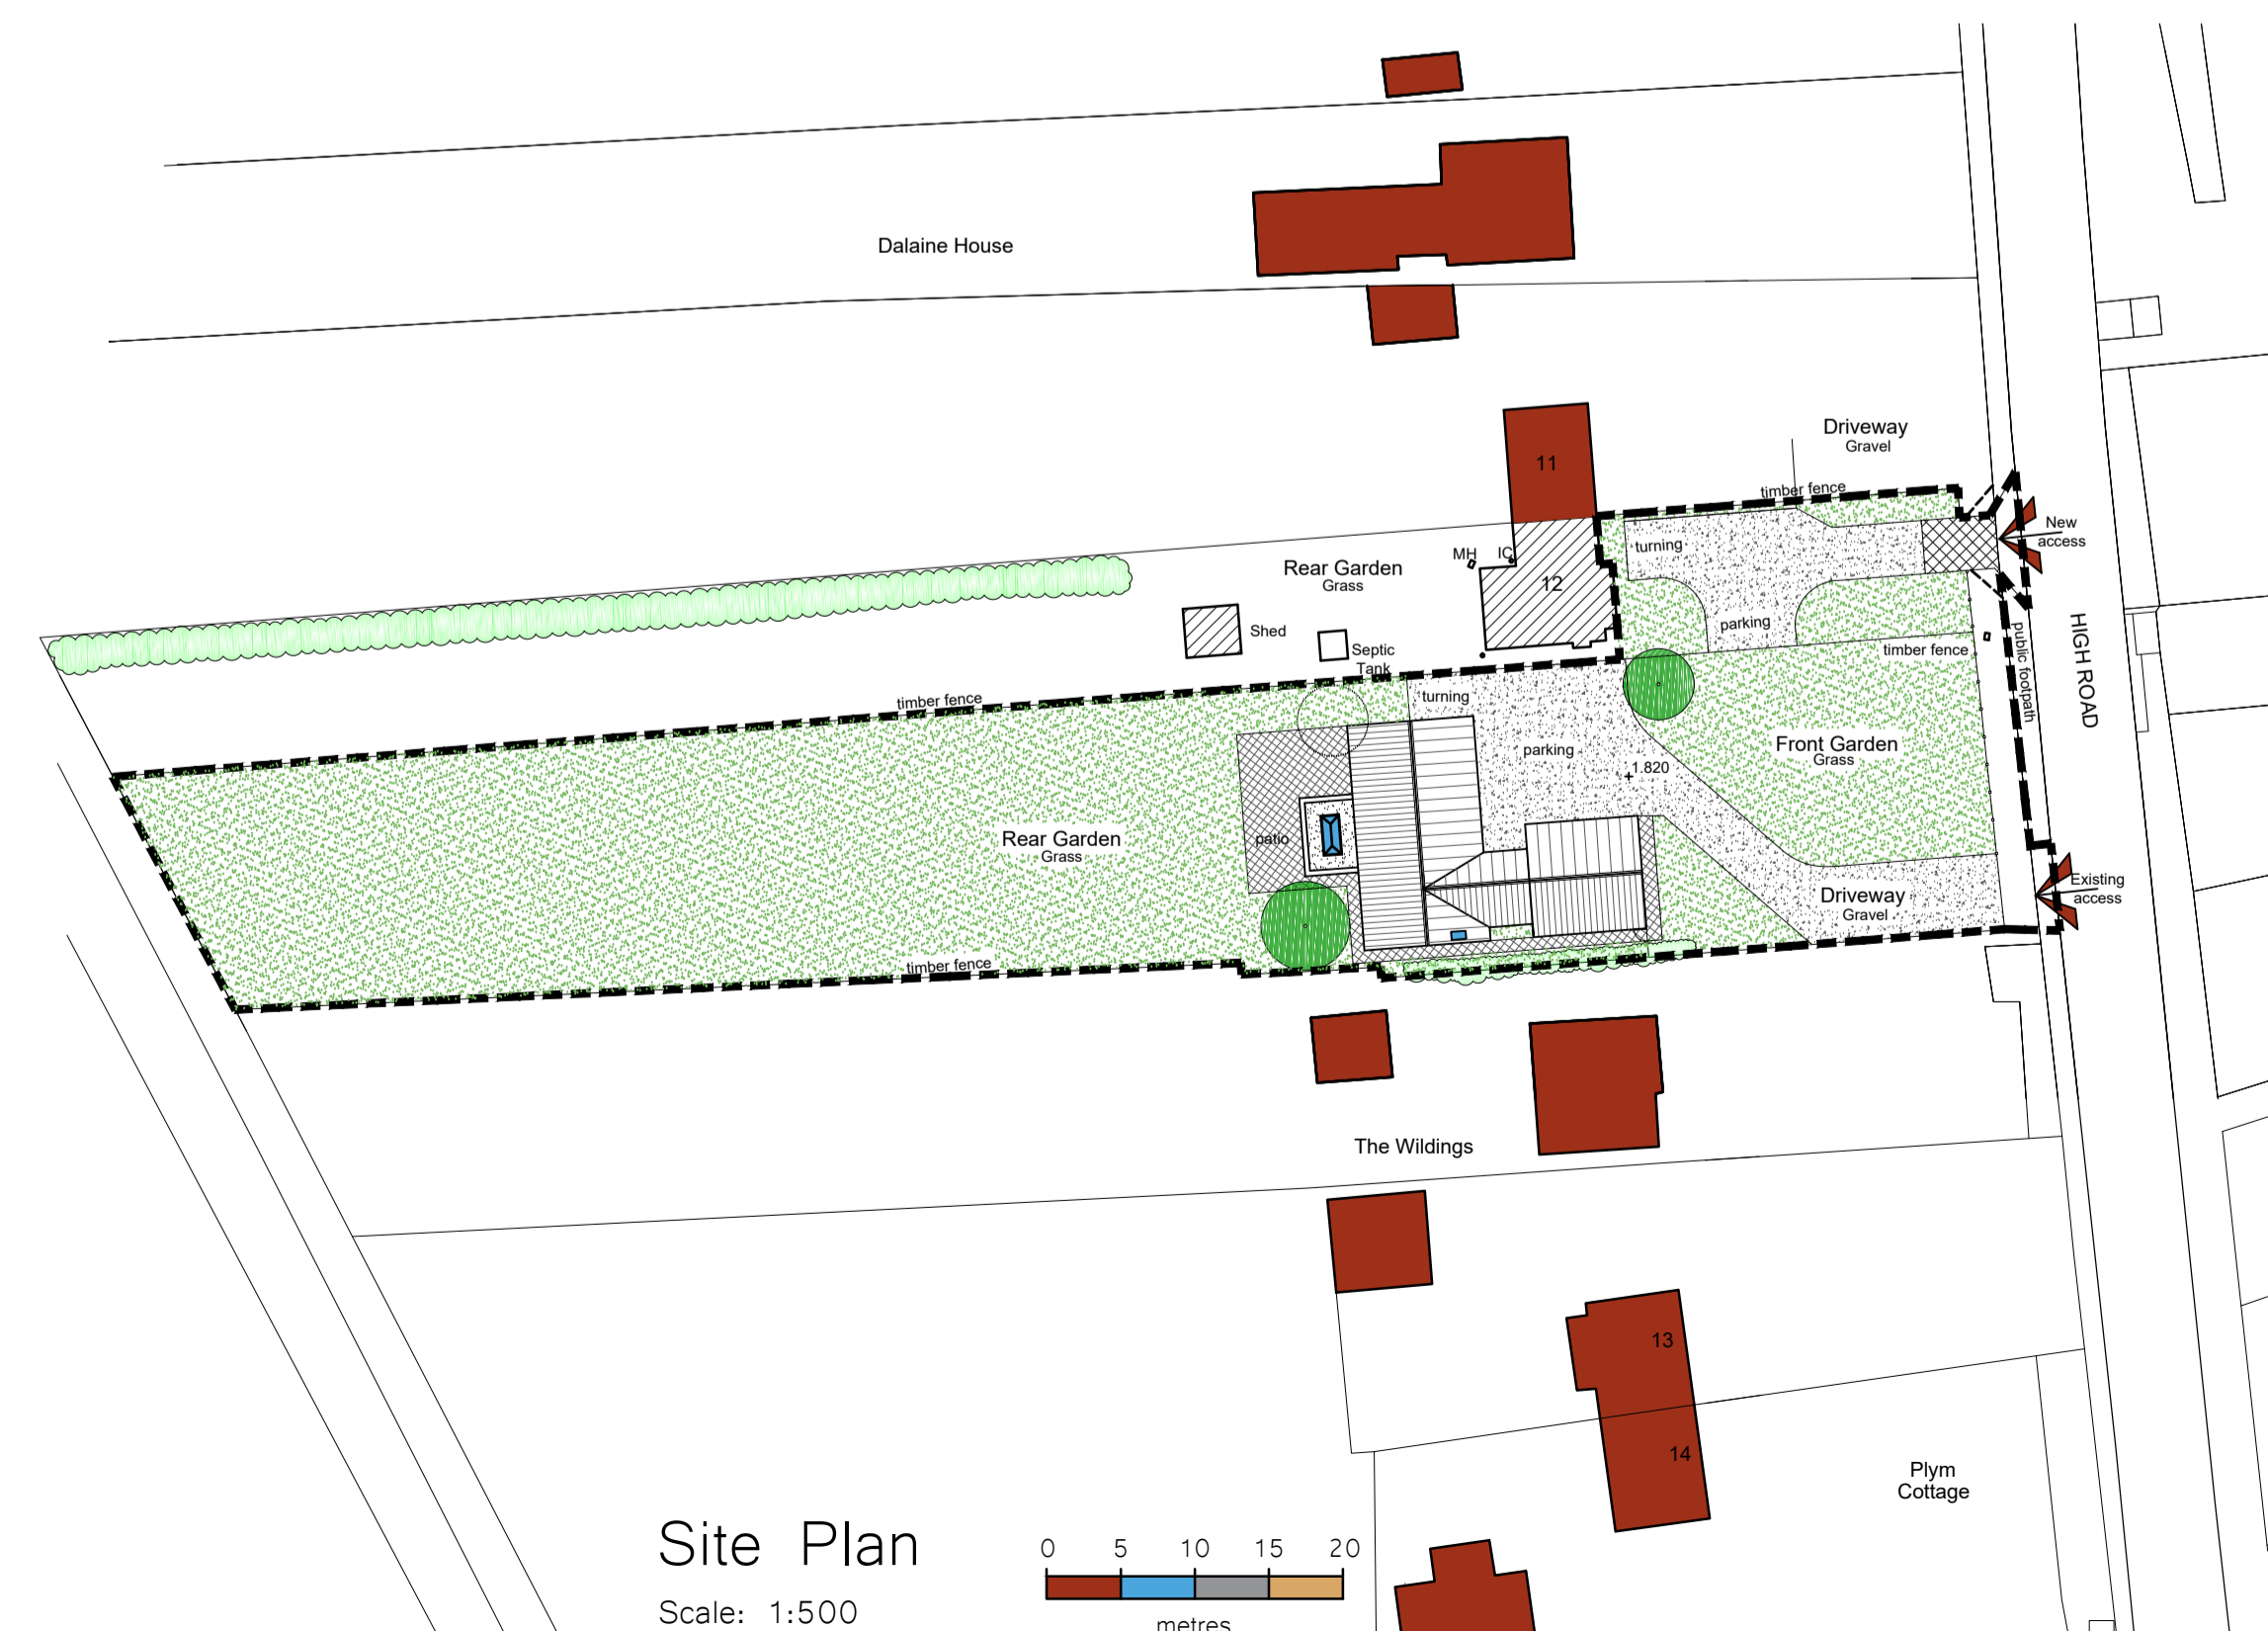 Dalaine House
Driveway
Gravel
11
timber fence
New
access
turning
MH
IC
Rear Garden
Grass
12
Shed
parking
Septic
Tank
timber fence
public footpath
HIGH ROAD
timber fence
turning
parking
1.820
Front Garden
Grass
Rear Garden
Grass
patio
Driveway
Gravel
Existing
access
timber fence
The Wildings
13
14
Plym
Cottage
Site Plan
Scale: 1:500
0 5 10 15 20
metres